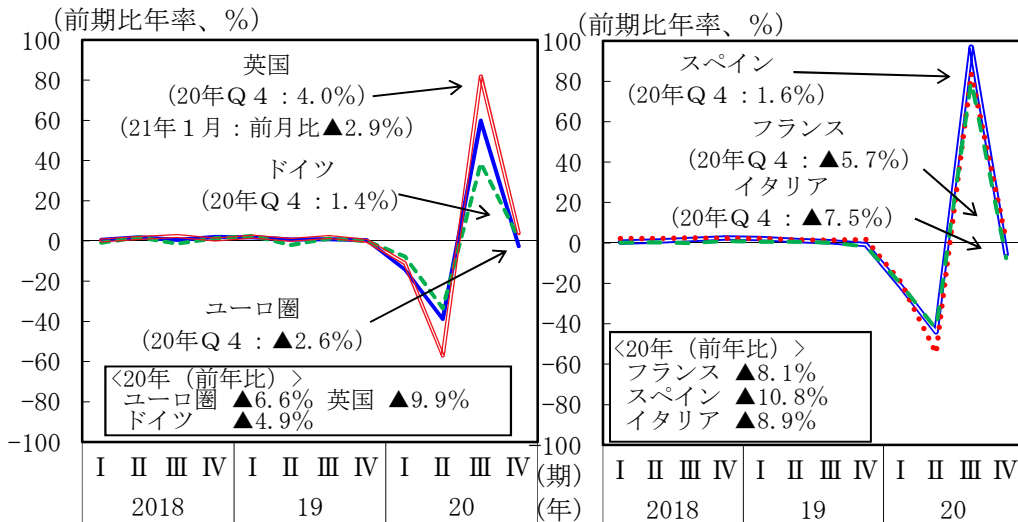 (前期比年率、%)
100
80
60
40
20
0
-20
-40
-60
-80
-100
英国
(20年Q4:4.0%)
(21年1月:前月比▲2.9%)
ドイツ
(20年Q4:1.4%)
ユーロ圏
(20年Q4:▲2.6%)
<20年(前年比)>
ユーロ圏 ▲6.6% 英国 ▲9.9%
ドイツ ▲4.9%
Ⅰ Ⅱ Ⅲ Ⅳ Ⅰ Ⅱ Ⅲ Ⅳ Ⅰ Ⅱ Ⅲ Ⅳ (期)
2018 19 20 (年)
(前期比年率、%)
100
80
60
40
20
0
-20
-40
-60
-80
-100
スペイン
(20年Q4:1.6%)
フランス
(20年Q4:▲5.7%)
イタリア
(20年Q4:▲7.5%)
<20年(前年比)>
フランス ▲8.1%
スペイン ▲10.8%
イタリア ▲8.9%
Ⅰ Ⅱ Ⅲ Ⅳ Ⅰ Ⅱ Ⅲ Ⅳ Ⅰ Ⅱ Ⅲ Ⅳ
2018 19 20